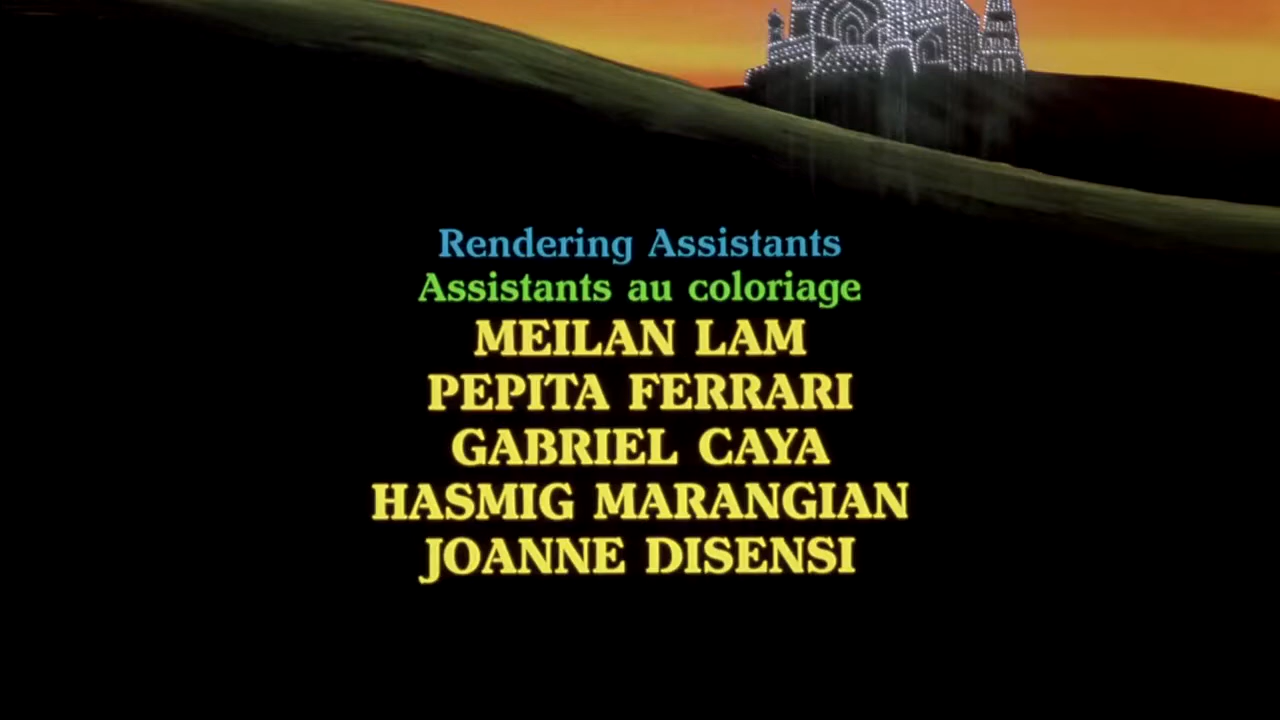 Rendering Assistants
Assistants au coloriage
MEILAN LAM
PEPITA FERRARI
GABRIEL CAYA
HASMIG MARANGIAN
JOANNE DISENSI